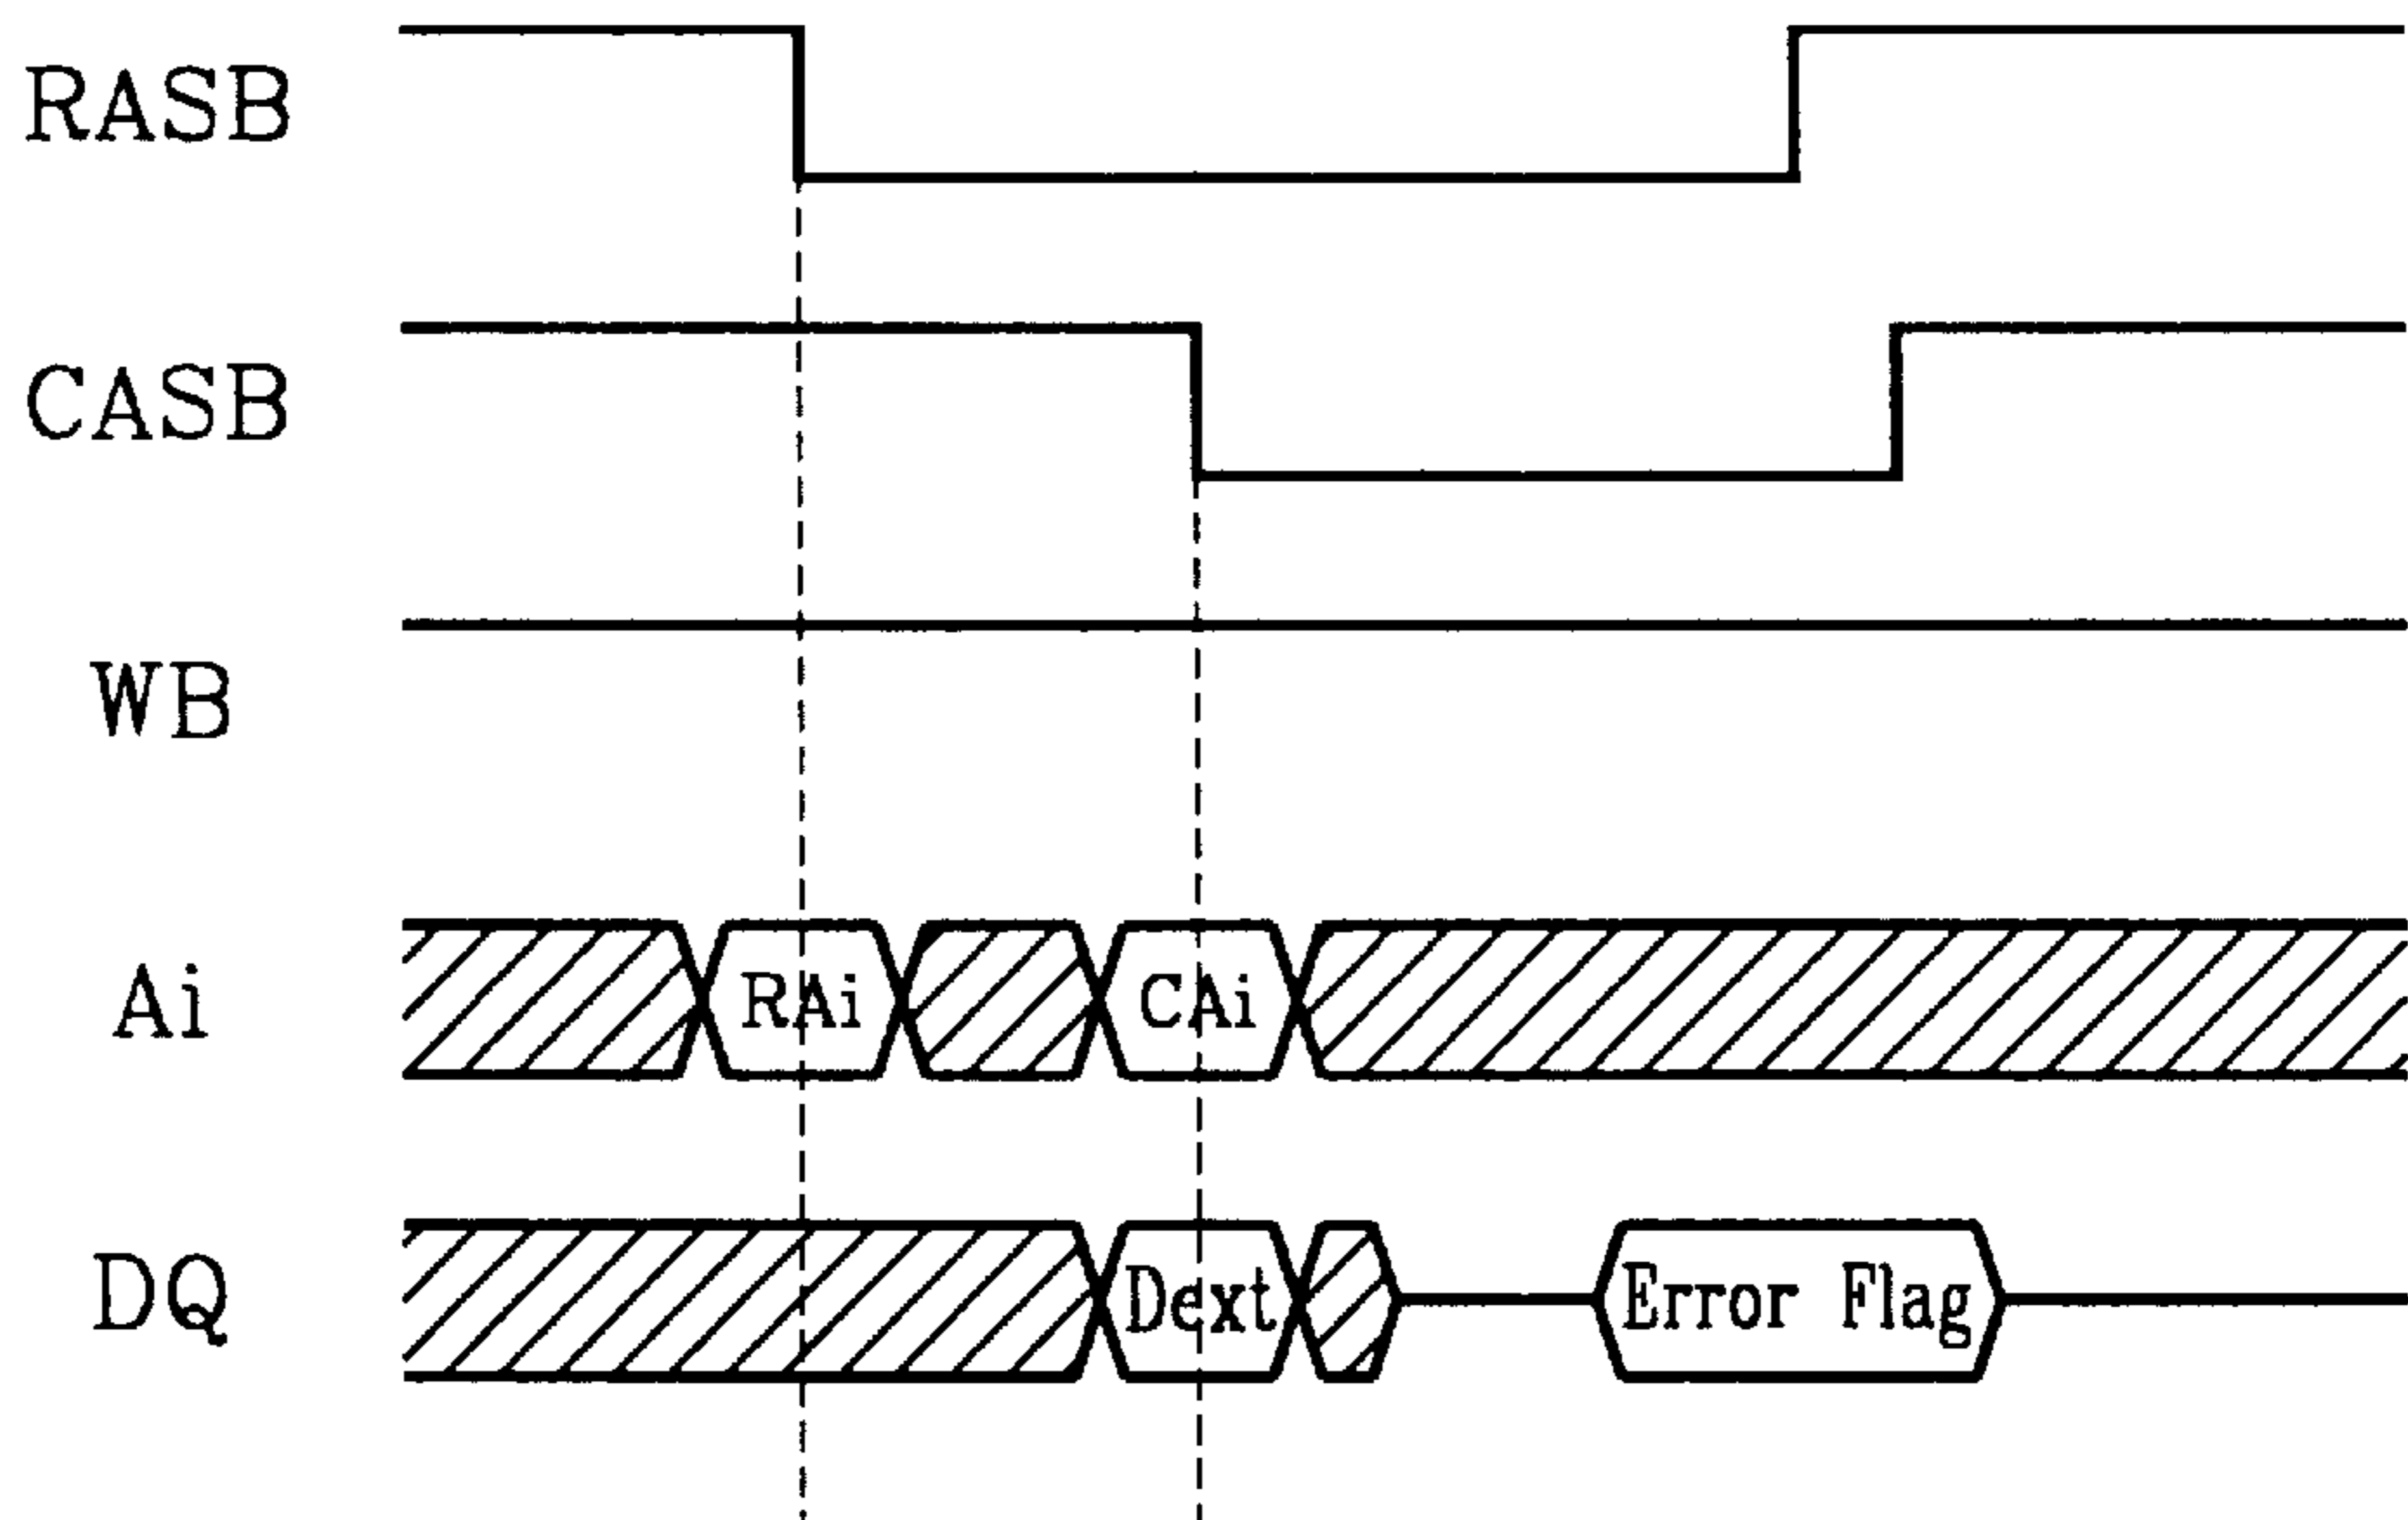 RASB
CASB
WB
Ai
RAi
CAi
DQ
Dext
Error Flag